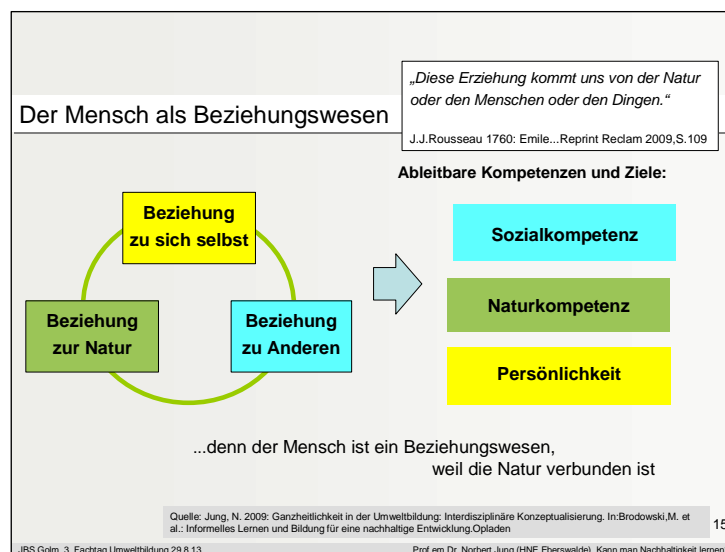 „Diese Erziehung kommt uns von der Natur
oder den Menschen oder den Dingen.“
J.J.Rousseau 1760: Emile...Reprint Reclam 2009,S.109
Der Mensch als Beziehungswesen
Ableitbare Kompetenzen und Ziele:
Beziehung
zu sich selbst
Beziehung
zur Natur
Beziehung
zu Anderen
Sozialkompetenz
Naturkompetenz
Persönlichkeit
...denn der Mensch ist ein Beziehungswesen,
weil die Natur verbunden ist
Quelle: Jung, N. 2009: Ganzheitlichkeit in der Umweltbildung: Interdisziplinäre Konzeptualisierung. In:Brodowski,M. et
al.: Informelles Lernen und Bildung für eine nachhaltige Entwicklung.Opladen
15
JBS Golm, 3. Fachtag Umweltbildung 29.8.13
Prof.em.Dr. Norbert Jung (HNE Eberswalde), Kann man Nachhaltigkeit lernen